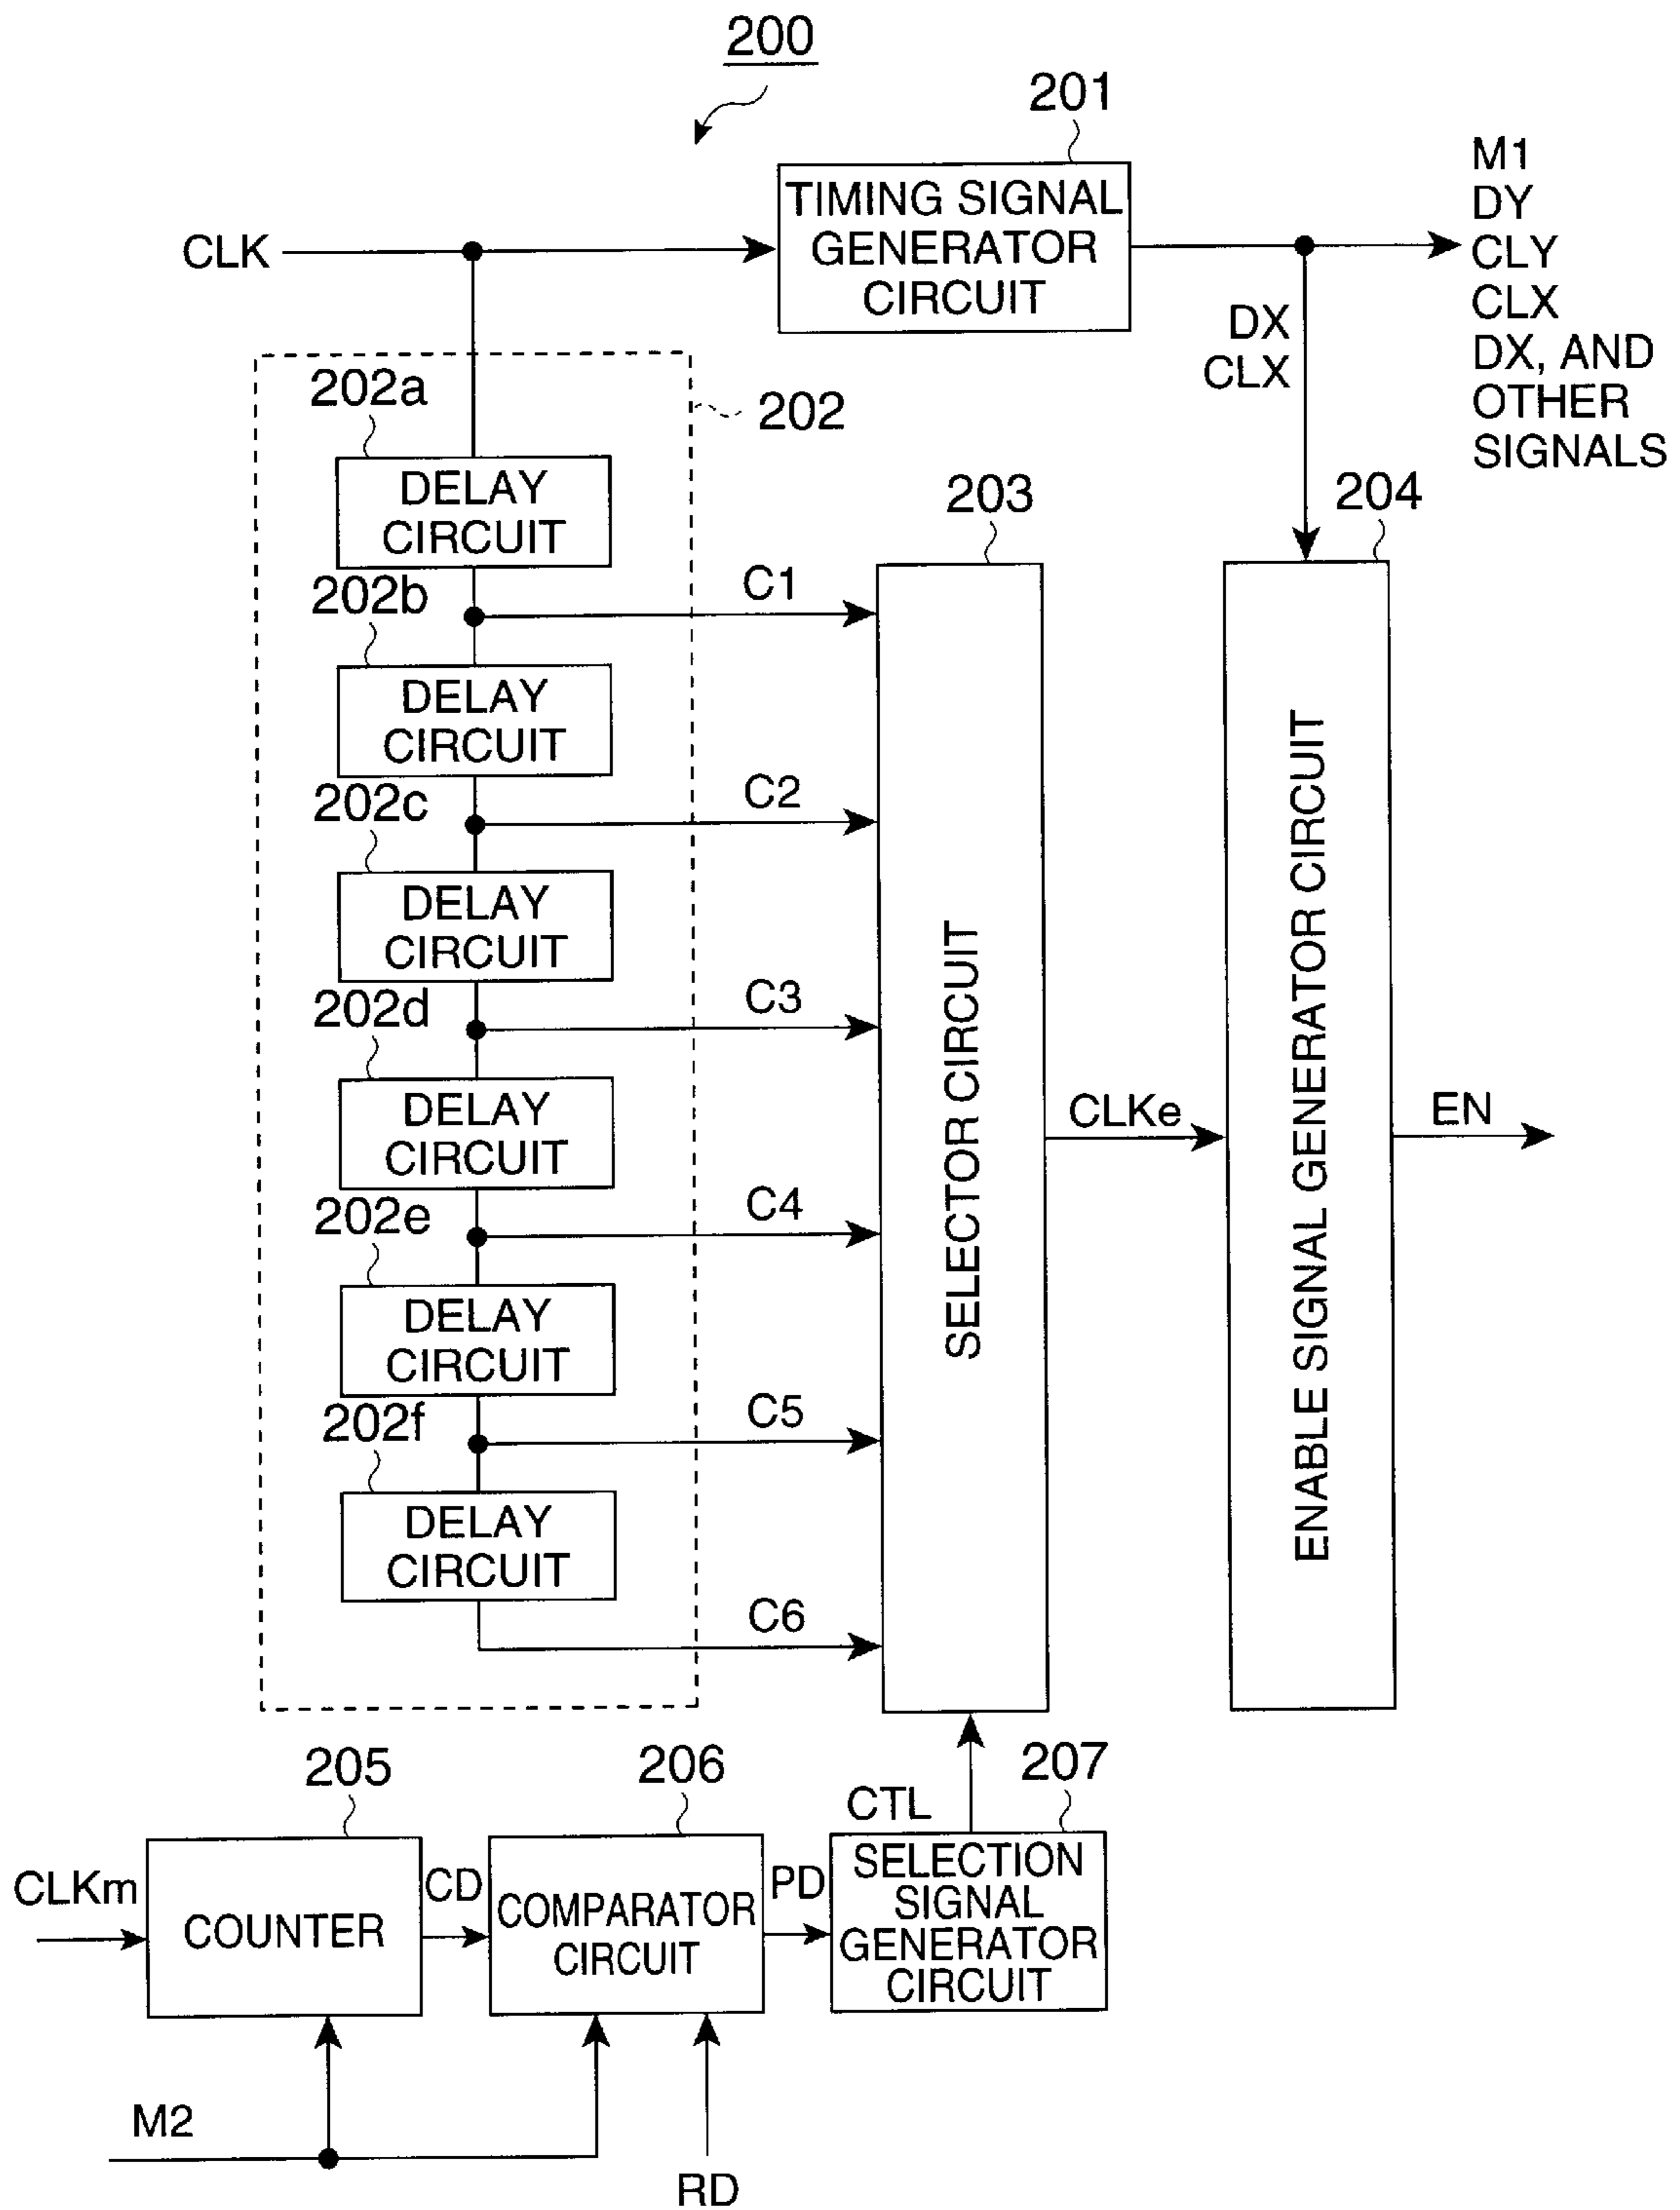 200
201
TIMING SIGNAL
GENERATOR
CIRCUIT
M1
DY
CLY
CLX
DX, AND
OTHER
SIGNALS
CLK
DX
CLX
202
202a
DELAY
CIRCUIT
203
204
C1
202b
DELAY
CIRCUIT
C2
202c
DELAY
CIRCUIT
C3
202d
DELAY
CIRCUIT
C4
202e
DELAY
CIRCUIT
C5
202f
DELAY
CIRCUIT
C6
SELECTOR CIRCUIT
CLKe
ENABLE SIGNAL GENERATOR CIRCUIT
EN
205
206
207
CTL
CLKm
COUNTER
CD
COMPARATOR
CIRCUIT
PD
SELECTION
SIGNAL
GENERATOR
CIRCUIT
M2
RD